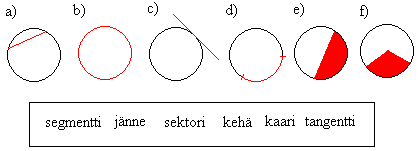 a) b) c) d) e) f)
segmentti jänne sektori kehä kaari tangentti